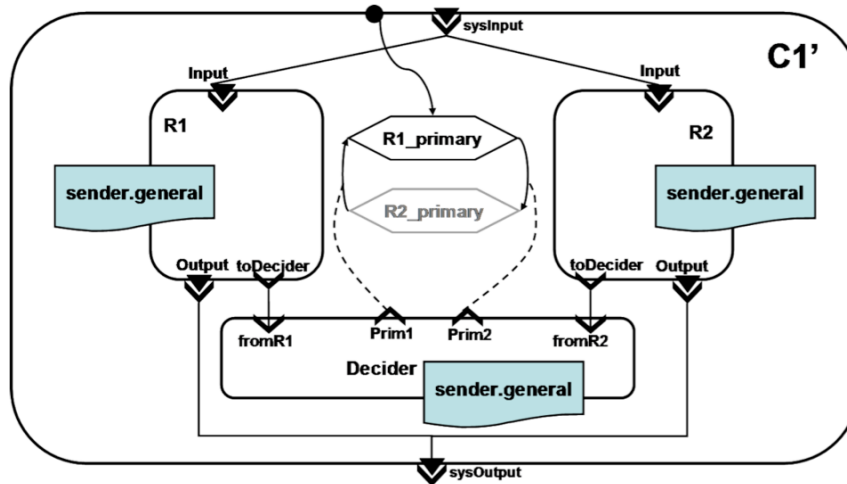 sysInput
C1’
Input
Input
R1
R2
R1_primary
sender.general
sender.general
R2_primary
Output
toDecider
toDecider
Output
fromR1
Prim1
Prim2
fromR2
Decider
sender.general
sysOutput